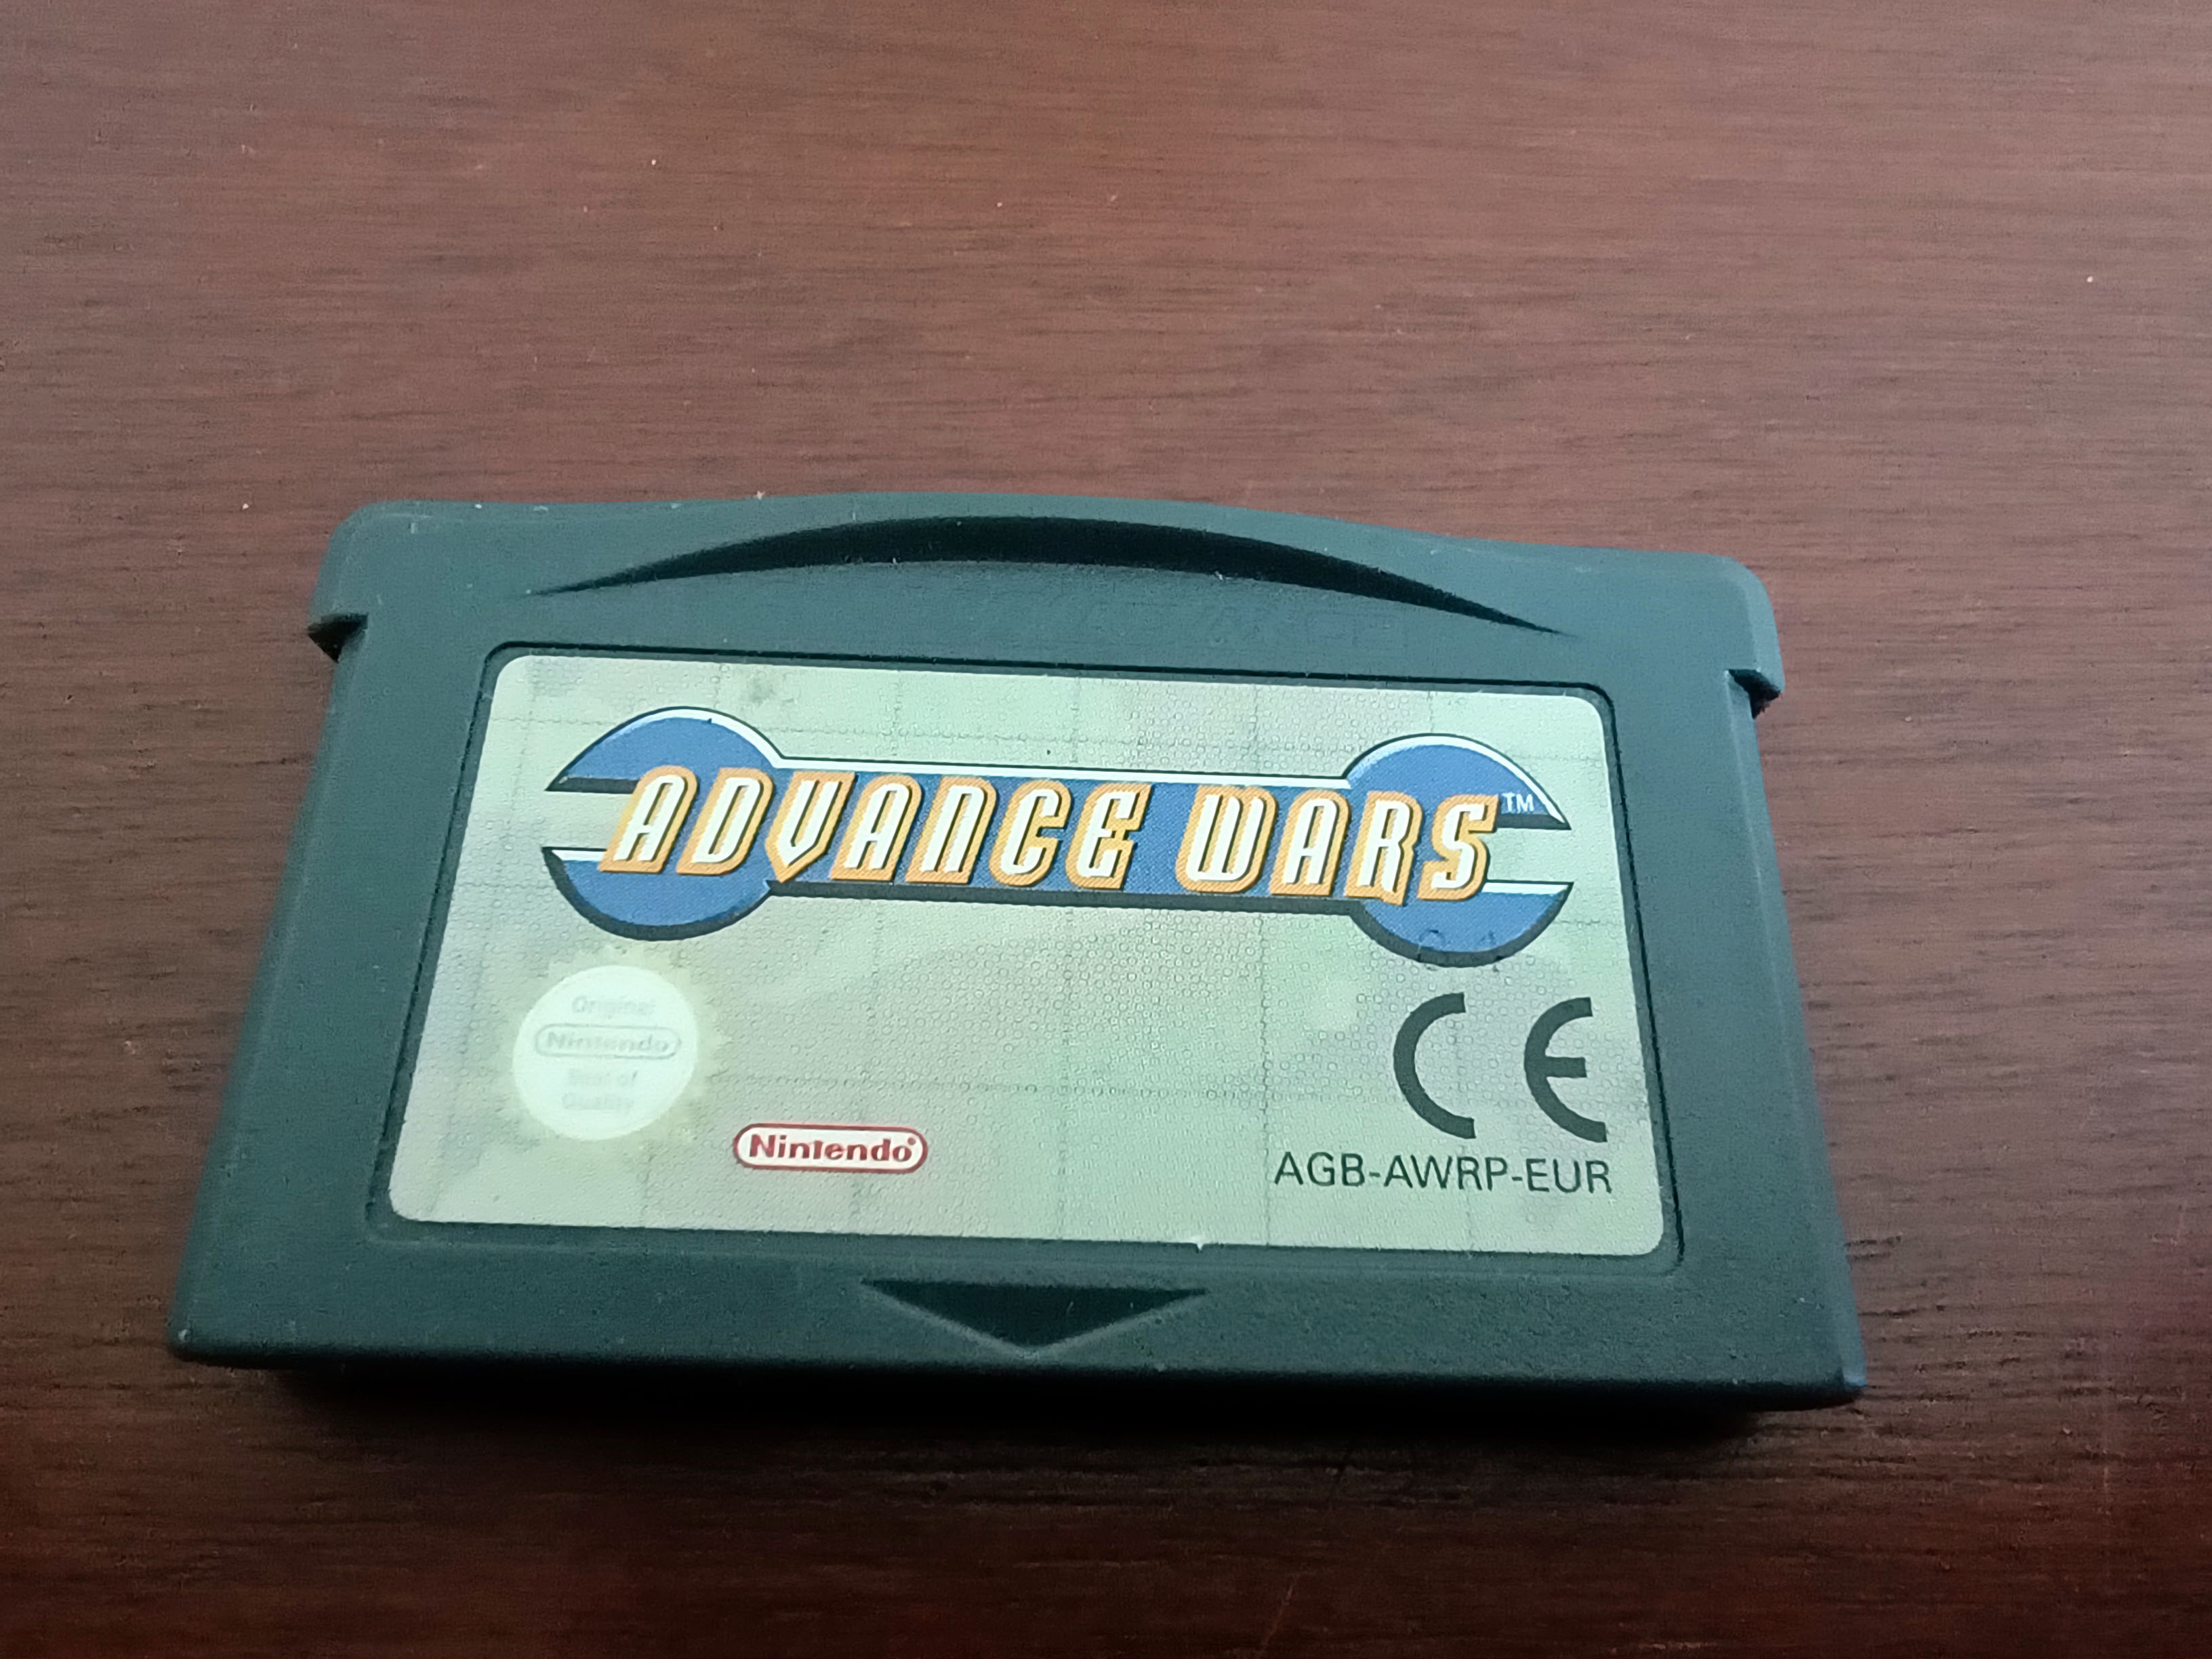 ADVANCE WARS™
Original
Nintendo
Seal of
Quality
Nintendo®
CE
AGB-AWRP-EUR